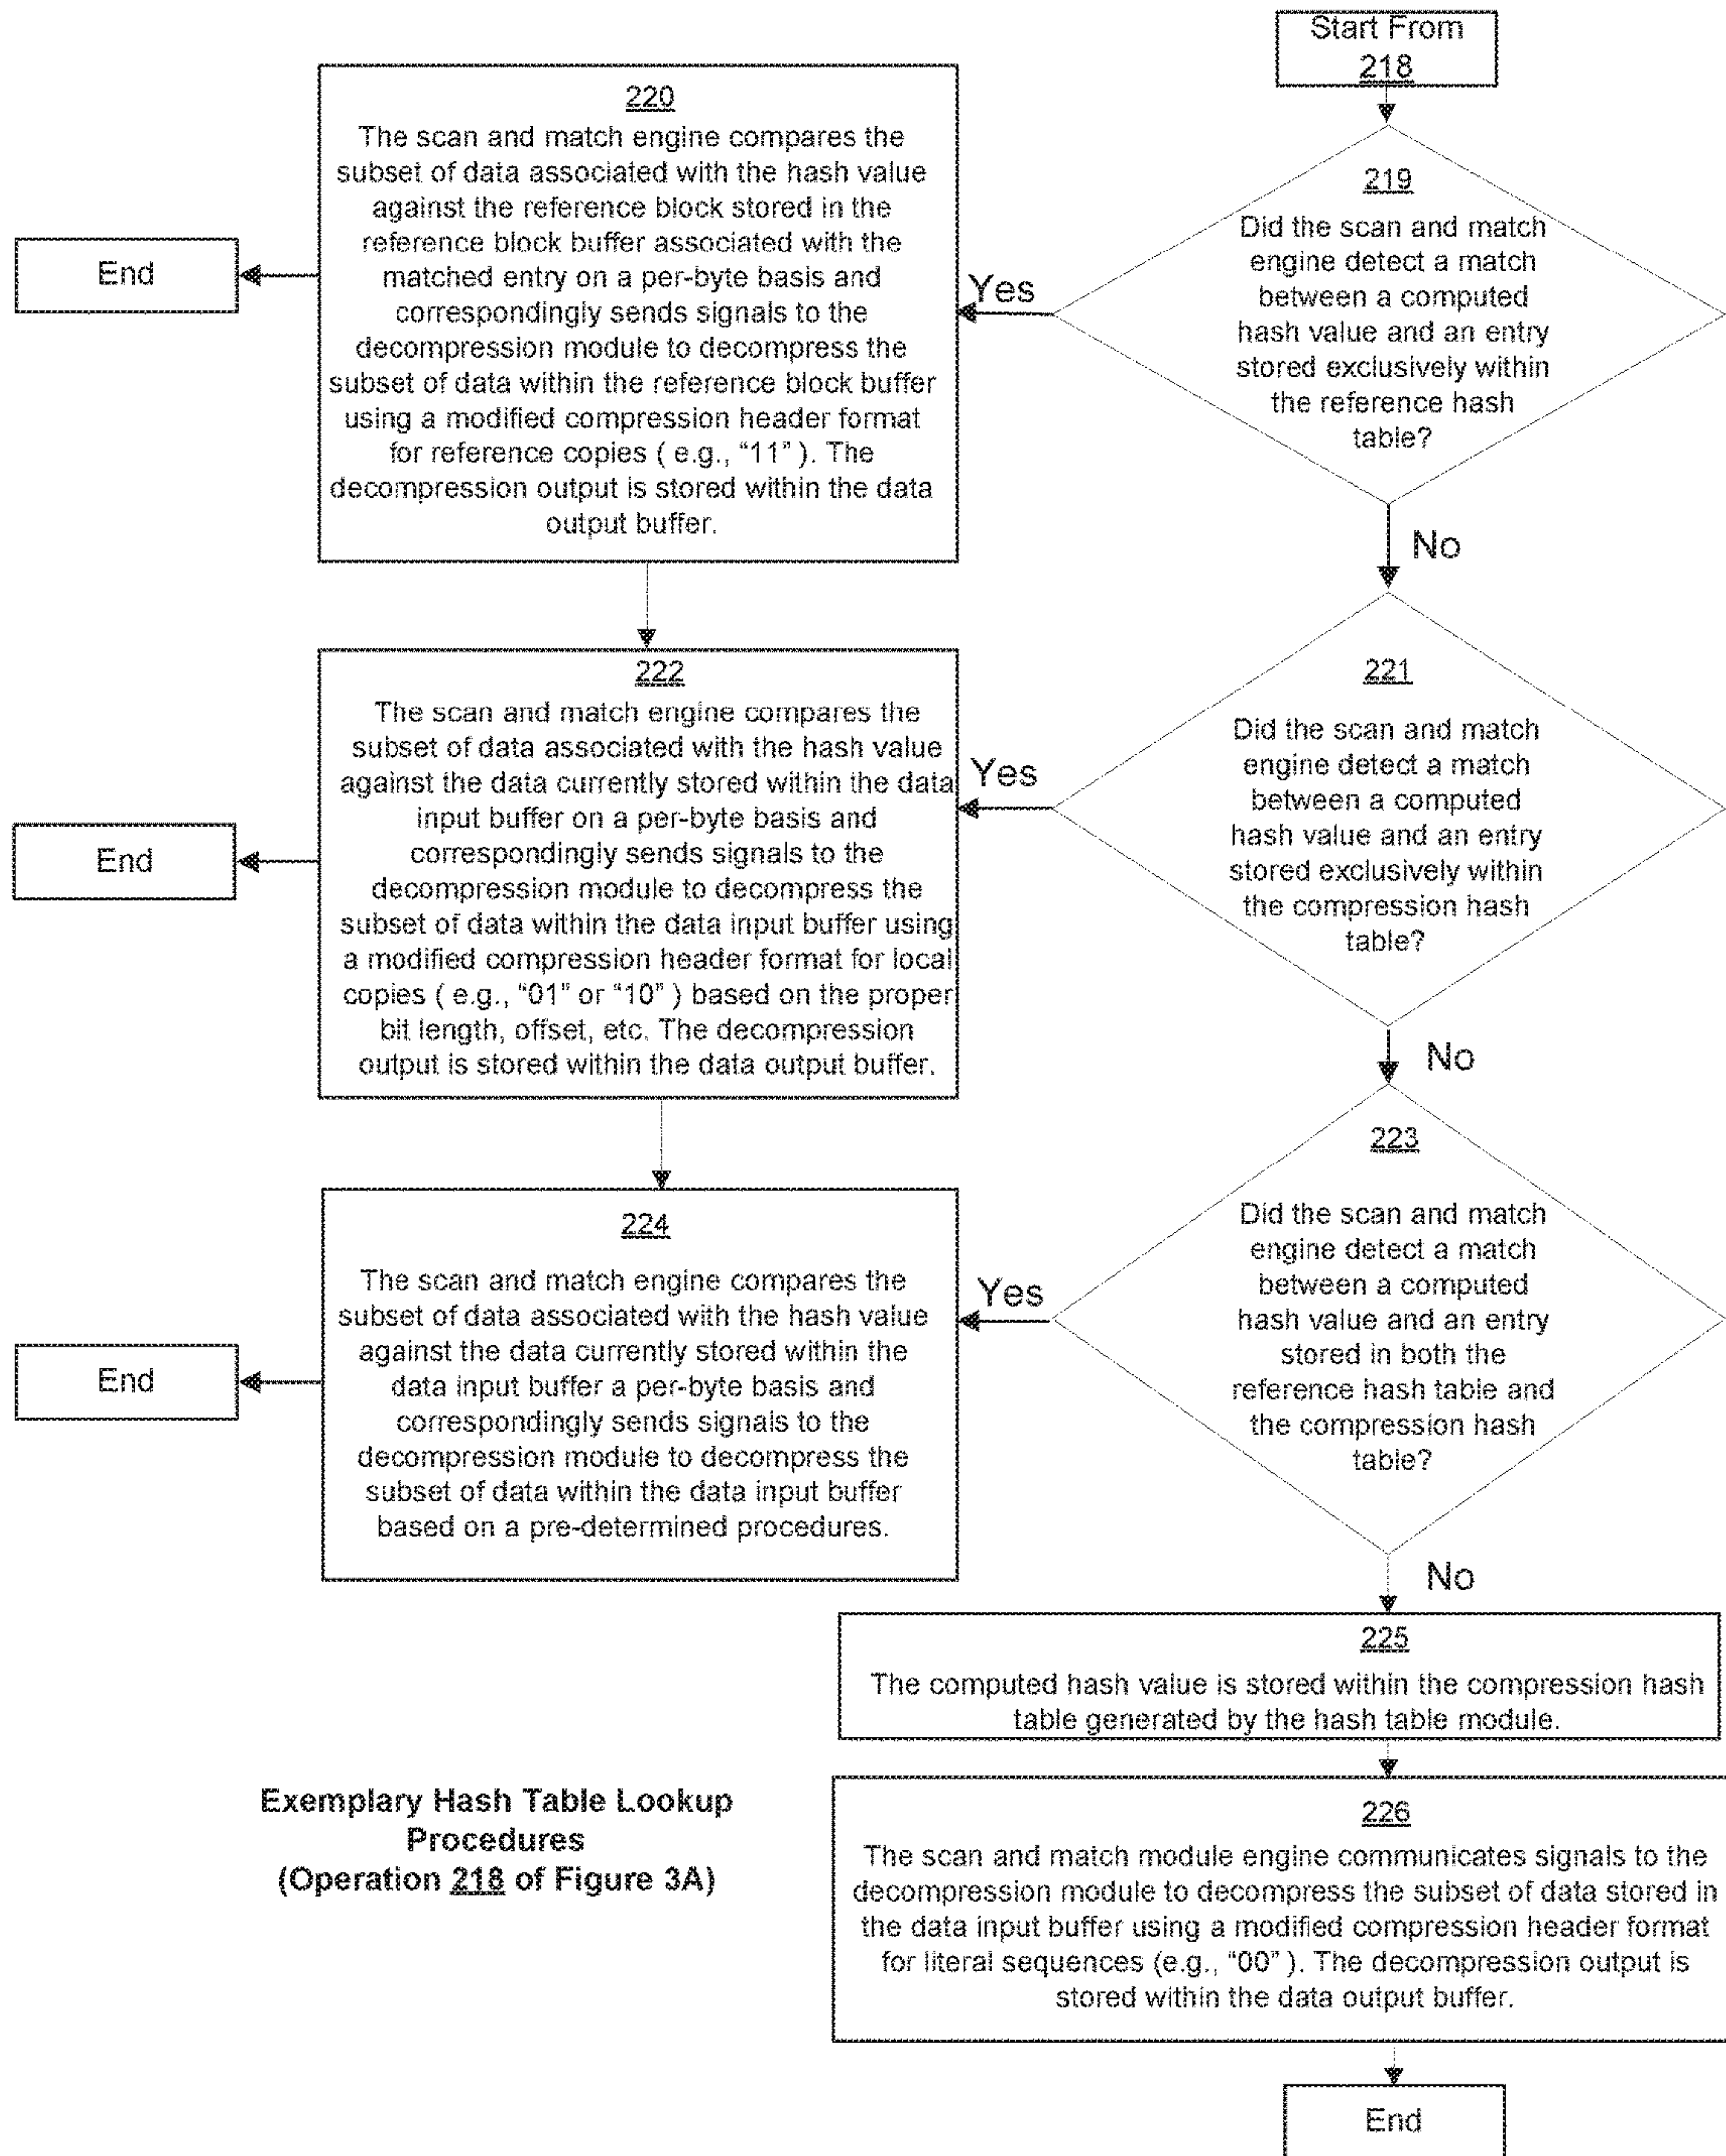 Start From
218
219
Did the scan and match
engine detect a match
between a computed
hash value and an entry
stored exclusively within
the reference hash
table?
Yes
No
220
The scan and match engine compares the
subset of data associated with the hash value
against the reference block stored in the
reference block buffer associated with the
matched entry on a per-byte basis and
correspondingly sends signals to the
decompression module to decompress the
subset of data within the reference block buffer
using a modified compression header format
for reference copies ( e.g., “11” ). The
decompression output is stored within the data
output buffer.
End
221
Did the scan and match
engine detect a match
between a computed
hash value and an entry
stored exclusively within
the compression hash
table?
Yes
No
222
The scan and match engine compares the
subset of data associated with the hash value
against the data currently stored within the data
input buffer on a per-byte basis and
correspondingly sends signals to the
decompression module to decompress the
subset of data within the data input buffer using
a modified compression header format for local
copies ( e.g., “01” or “10” ) based on the proper
bit length, offset, etc. The decompression
output is stored within the data output buffer.
End
223
Did the scan and match
engine detect a match
between a computed
hash value and an entry
stored in both the
reference hash table and
the compression hash
table?
Yes
No
224
The scan and match engine compares the
subset of data associated with the hash value
against the data currently stored within the
data input buffer a per-byte basis and
correspondingly sends signals to the
decompression module to decompress the
subset of data within the data input buffer
based on a pre-determined procedures.
End
225
The computed hash value is stored within the compression hash
table generated by the hash table module.
226
The scan and match module engine communicates signals to the
decompression module to decompress the subset of data stored in
the data input buffer using a modified compression header format
for literal sequences (e.g., “00” ). The decompression output is
stored within the data output buffer.
End
Exemplary Hash Table Lookup
Procedures
(Operation 218 of Figure 3A)